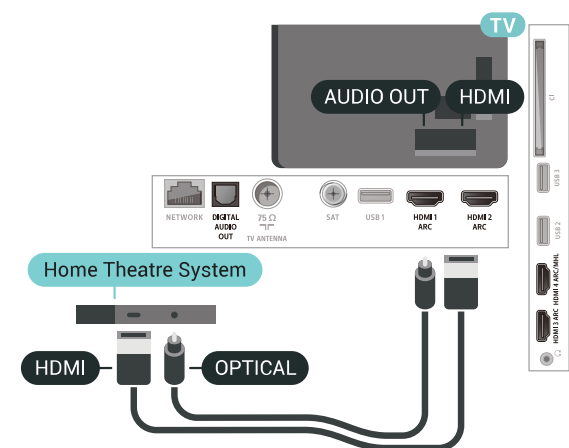 TV
AUDIO OUT
HDMI
CI
USB 3
USB 2
HDMI 4 ARC/MHL
HDMI 3 ARC
NETWORK
DIGITAL
AUDIO
OUT
75 Ω
TV ANTENNA
SAT
USB 1
HDMI 1
ARC
HDMI 2
ARC
Home Theatre System
HDMI
OPTICAL